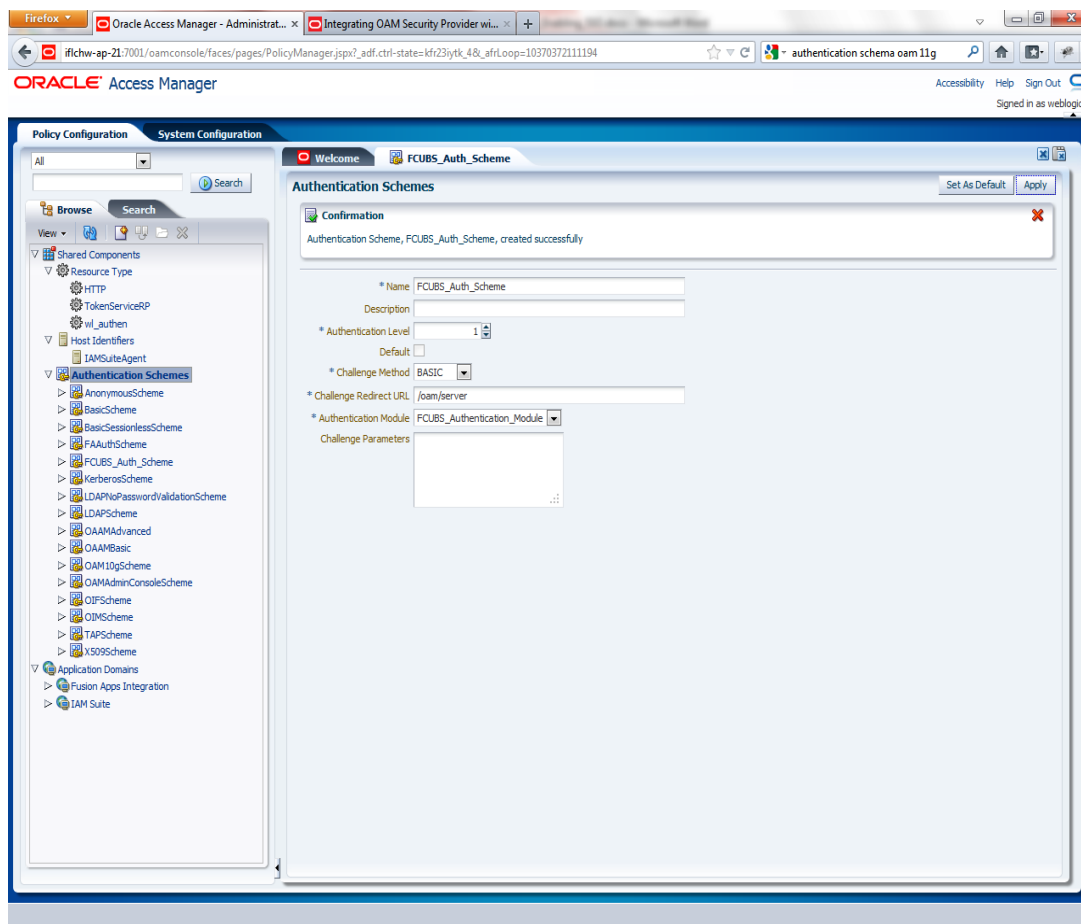 Firefox
Oracle Access Manager - Administrat... ×
Integrating OAM Security Provider wi... ×
+
iflchw-ap-21:7001/oamconsole/faces/pages/PolicyManager.jspx?_adf.ctrl-state=kfr23iytk_4&_afrLoop=10370372111194
authentication schema oam 11g
ORACLE Access Manager
Accessibility Help Sign Out
Signed in as weblogic
Policy Configuration System Configuration
All
Search
Browse Search
View
Shared Components
Resource Type
HTTP
TokenServiceRP
wl_authen
Host Identifiers
IAMSuiteAgent
Authentication Schemes
AnonymousScheme
BasicScheme
BasicSessionlessScheme
FAAuthScheme
FCUBS_Auth_Scheme
KerberosScheme
LDAPNoPasswordValidationScheme
LDAPScheme
OAAMAdvanced
OAAMBasic
OAM10gScheme
OAMAdminConsoleScheme
OIFScheme
OIMScheme
TAPScheme
X509Scheme
Application Domains
Fusion Apps Integration
IAM Suite
Welcome FCUBS_Auth_Scheme
Authentication Schemes
Set As Default Apply
Confirmation
Authentication Scheme, FCUBS_Auth_Scheme, created successfully
* Name FCUBS_Auth_Scheme
Description
* Authentication Level 1
Default
* Challenge Method BASIC
* Challenge Redirect URL /oam/server
* Authentication Module FCUBS_Authentication_Module
Challenge Parameters